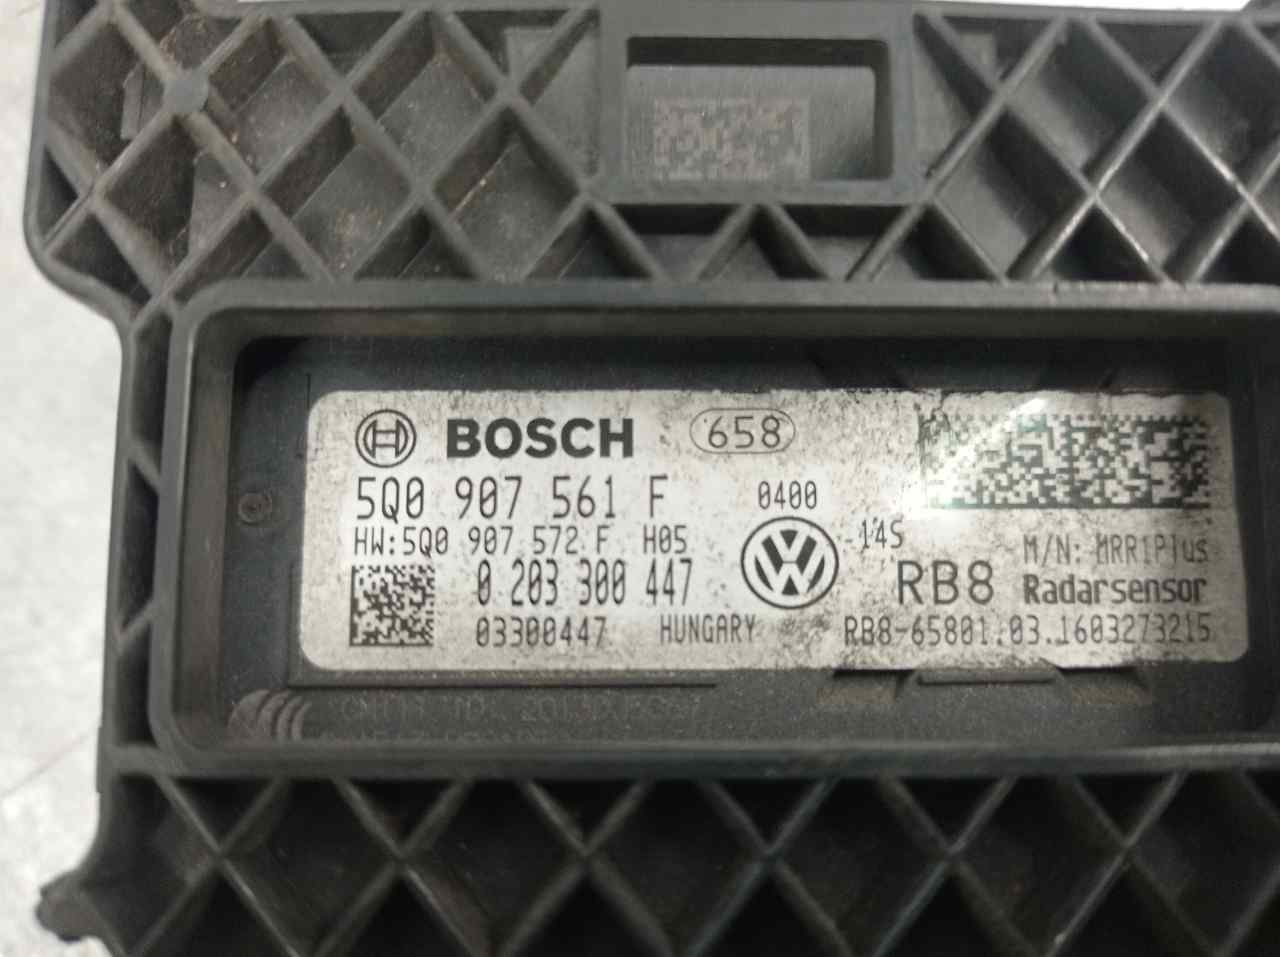 BOSCH 658
5Q0 907 561 F 0400
HW:5Q0 907 572 F H05 -14S M/N: MRR1Plus
0 203 300 447 RB8 Radarsensor
03300447 HUNGARY RB8-65801.03.1603273215